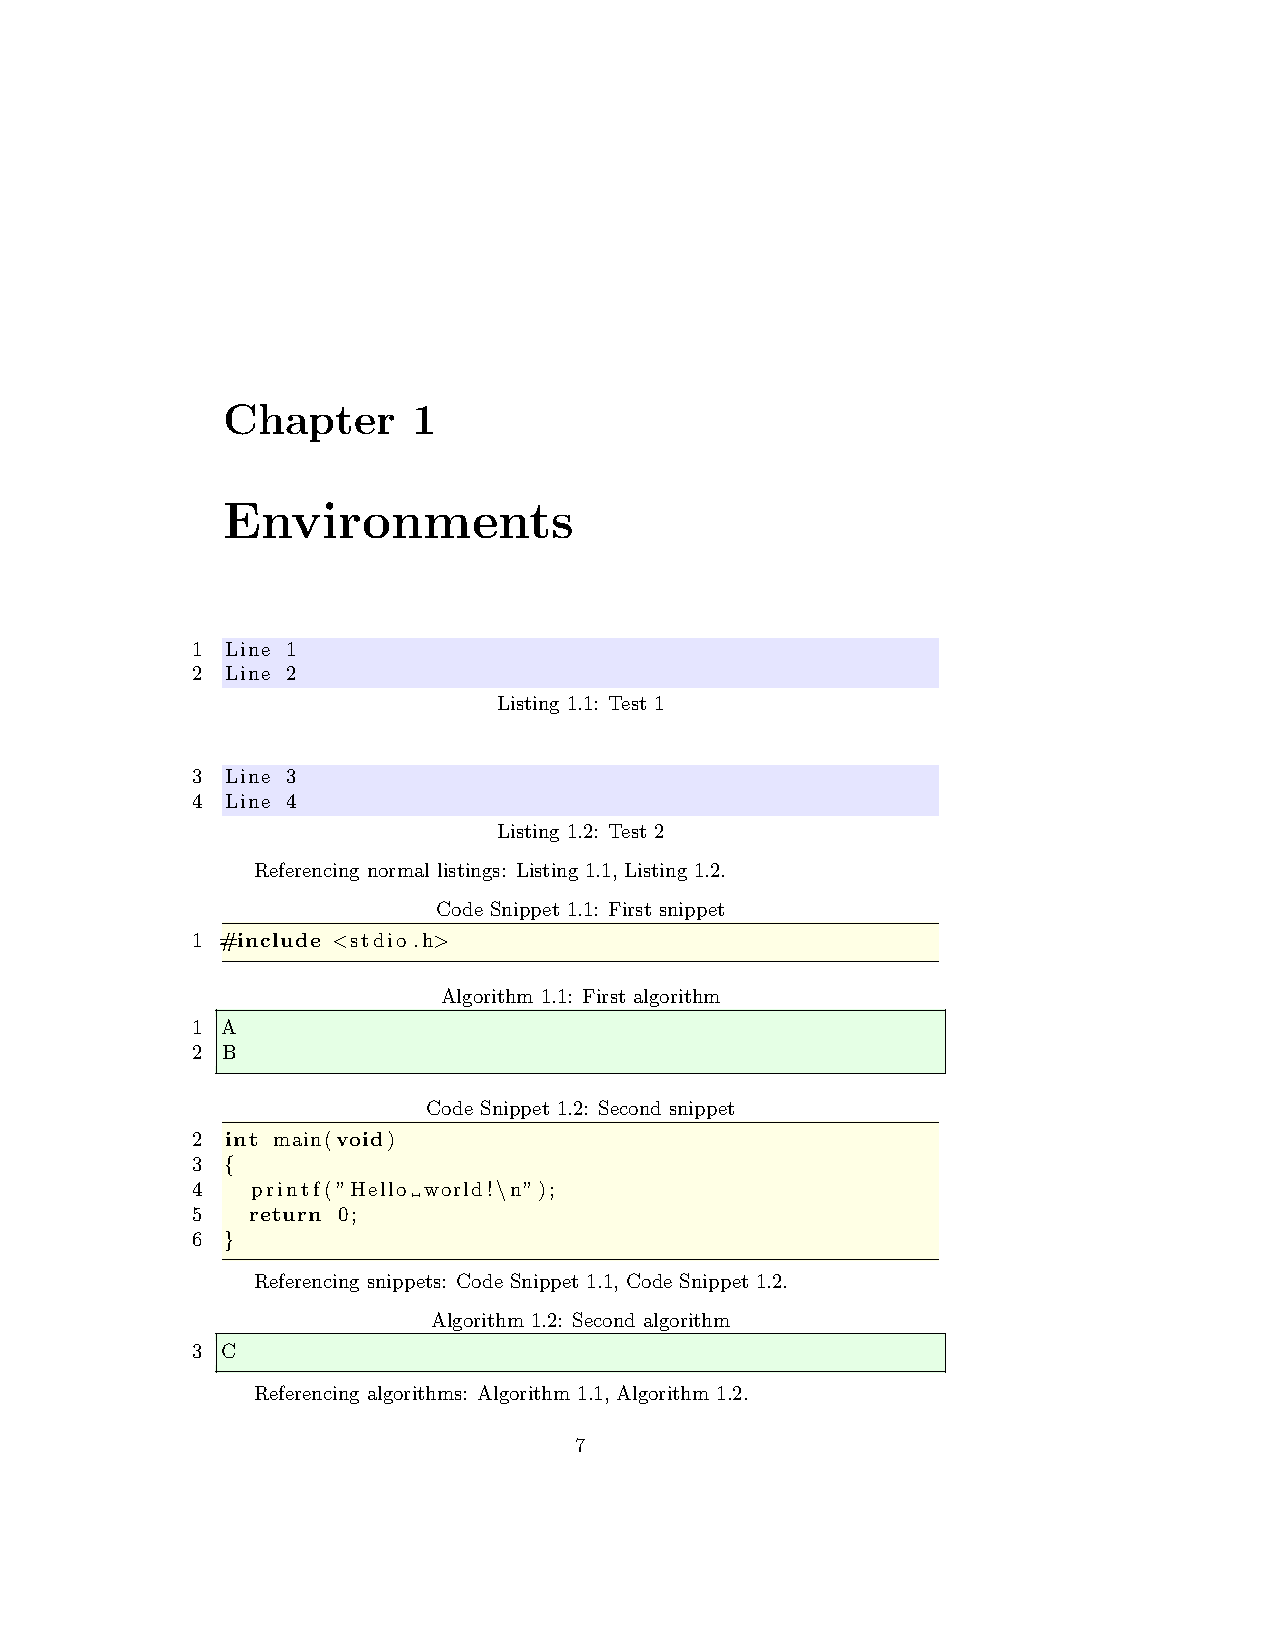 Chapter 1
Environments
1 Line 1
2 Line 2
Listing 1.1: Test 1
3 Line 3
4 Line 4
Listing 1.2: Test 2
Referencing normal listings: Listing 1.1, Listing 1.2.
Code Snippet 1.1: First snippet
1 #include <stdio.h>
Algorithm 1.1: First algorithm
1 A
2 B
Code Snippet 1.2: Second snippet
2 int main(void)
3 {
4 printf("Hello␣world!\n");
5 return 0;
6 }
Referencing snippets: Code Snippet 1.1, Code Snippet 1.2.
Algorithm 1.2: Second algorithm
3 C
Referencing algorithms: Algorithm 1.1, Algorithm 1.2.
7